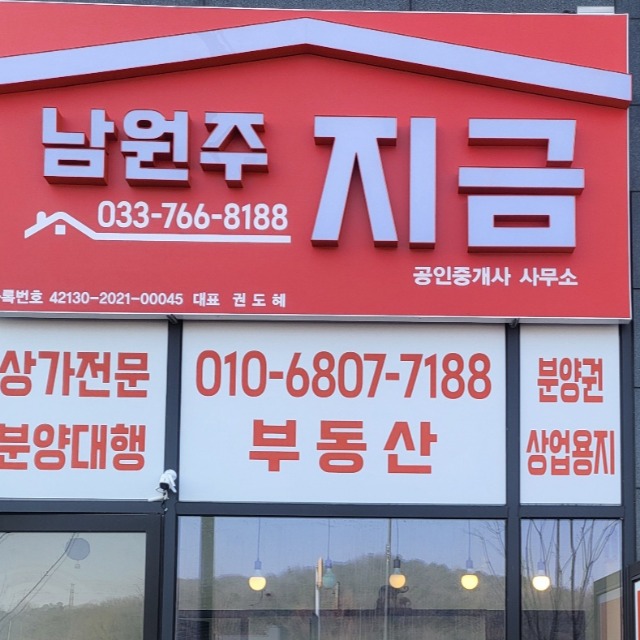 남원주 지금
033-766-8188
공인중개사 사무소
록번호 42130-2021-00045 대표 권도혜
상가전문
분양대행
010-6807-7188
부동산
분양권
상업용지